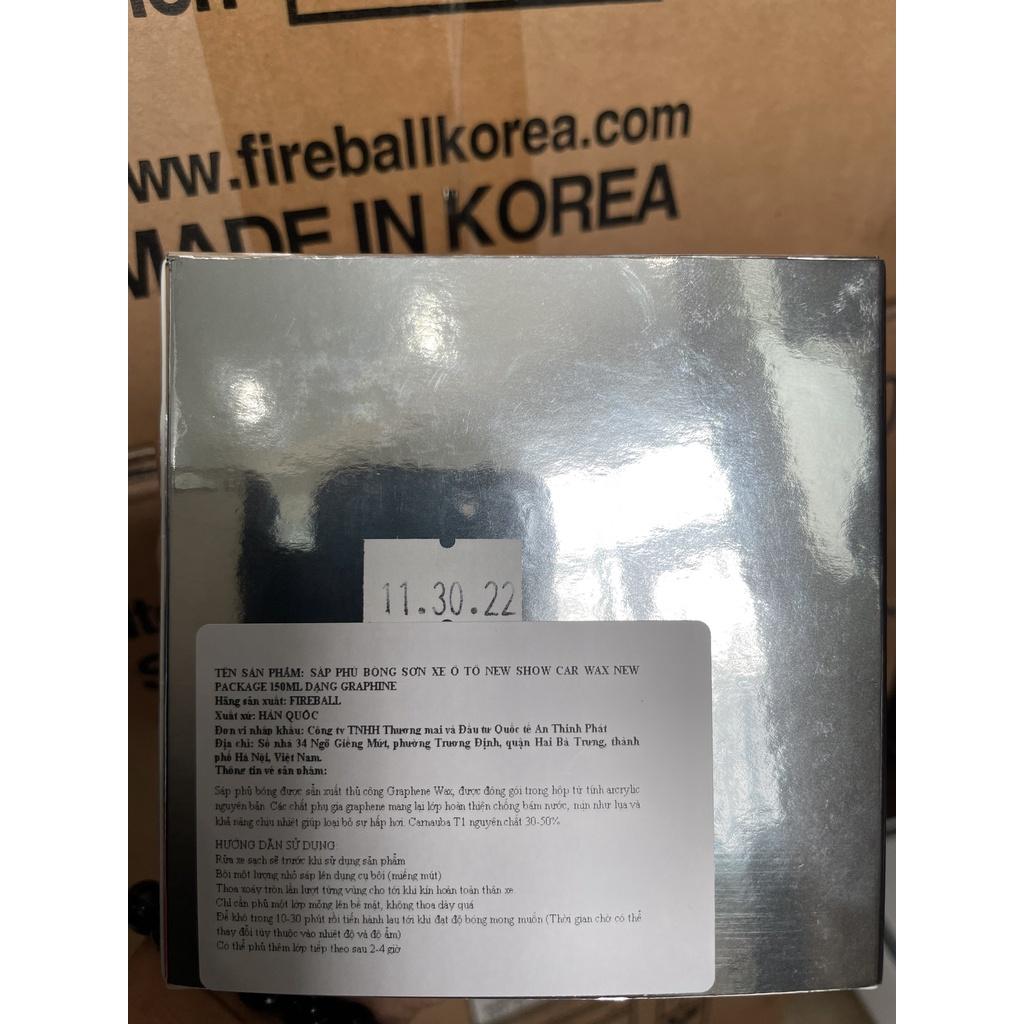 www.fireballkorea.com
MADE IN KOREA
11.30.22
TÊN SẢN PHẨM: SÁP PHỦ BÓNG SƠN XE Ô TÔ NEW SHOW CAR WAX NEW
PACKAGE 150ML DẠNG GRAPHINE
Hãng sản xuất: FIREBALL
Xuất xứ: HÀN QUỐC
Đơn vị nhập khẩu: Công ty TNHH Thương mại và Đầu tư Quốc tế An Thịnh Phát
Địa chỉ: Số nhà 34 Ngõ Giếng Mứt, phường Trương Định, quận Hai Bà Trưng, thành
phố Hà Nội, Việt Nam.
Thông tin về sản phẩm:
Sáp phủ bóng được sản xuất thủ công Graphene Wax, được đóng gói trong hộp từ tính arcrylic
nguyên bản. Các chất phụ gia graphene mang lại lớp hoàn thiện chống bám nước, mịn như lụa và
khả năng chịu nhiệt giúp loại bỏ sự hấp hơi. Carnauba T1 nguyên chất 30-50%
HƯỚNG DẪN SỬ DỤNG:
Rửa xe sạch sẽ trước khi sử dụng sản phẩm
Bôi một lượng nhỏ sáp lên dụng cụ bôi (miếng mút)
Thoa xoáy tròn lần lượt từng vùng cho tới khi kín hoàn toàn thân xe.
Chỉ cần phủ một lớp mỏng lên bề mặt, không thoa dày quá
Để khô trong 10-30 phút rồi tiến hành lau tới khi đạt độ bóng mong muốn (Thời gian chờ có thể
thay đổi tùy thuộc vào nhiệt độ và độ ẩm)
Có thể phủ thêm lớp tiếp theo sau 2-4 giờ